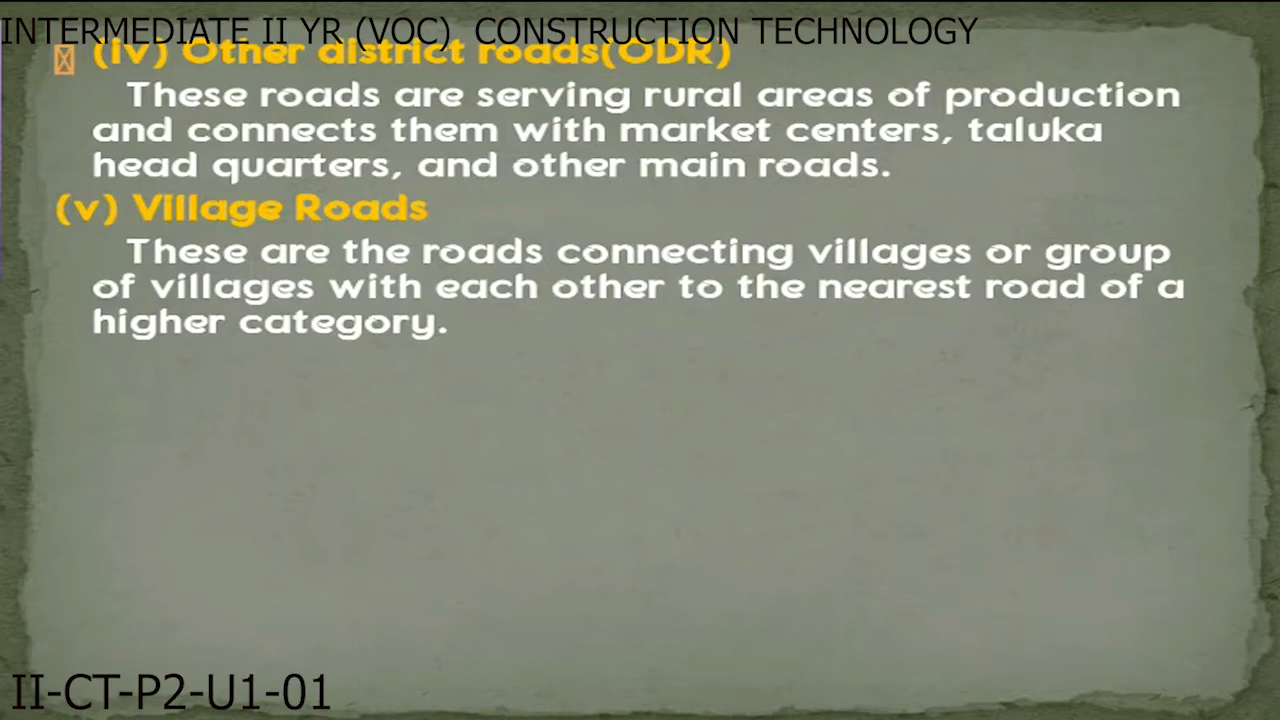 INTERMEDIATE II YR (VOC) CONSTRUCTION TECHNOLOGY
(iv) Other district roads(ODR)
These roads are serving rural areas of production
and connects them with market centers, taluka
head quarters, and other main roads.
(v) Village Roads
These are the roads connecting villages or group
of villages with each other to the nearest road of a
higher category.
II-CT-P2-U1-01